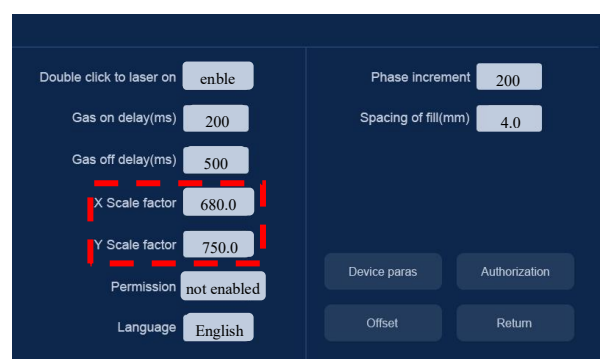 Double click to laser on enble
Gas on delay(ms) 200
Gas off delay(ms) 500
X Scale factor 680.0
Y Scale factor 750.0
Permission not enabled
Language English
Phase increment 200
Spacing of fill(mm) 4.0
Device paras Authorization
Offset Return